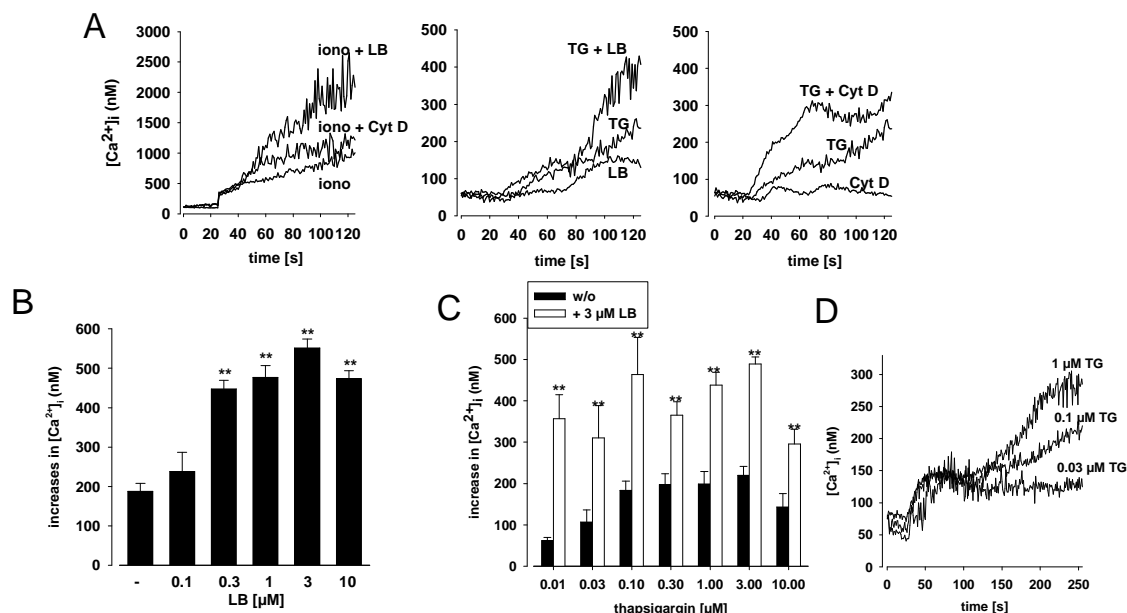 A
[Ca2+]i (nM)
3000
2500
2000
1500
1000
500
0
iono + LB
iono + Cyt D
iono
0 20 40 60 80 100 120
time [s]
500
400
300
200
100
0
TG + LB
TG
LB
0 20 40 60 80 100 120
time [s]
500
400
300
200
100
0
TG + Cyt D
TG
Cyt D
0 20 40 60 80 100 120
time [s]
B
increases in [Ca2+]i (nM)
600
500
400
300
200
100
0
** ** ** **
- 0.1 0.3 1 3 10
LB [µM]
C
w/o
+ 3 µM LB
increase in [Ca2+]i (nM)
600
500
400
300
200
100
0
** ** ** ** ** ** **
0.01 0.03 0.10 0.30 1.00 3.00 10.00
thapsigargin [µM]
D
[Ca2+]i (nM)
300
250
200
150
100
50
0
1 µM TG
0.1 µM TG
0.03 µM TG
0 50 100 150 200 250
time [s]